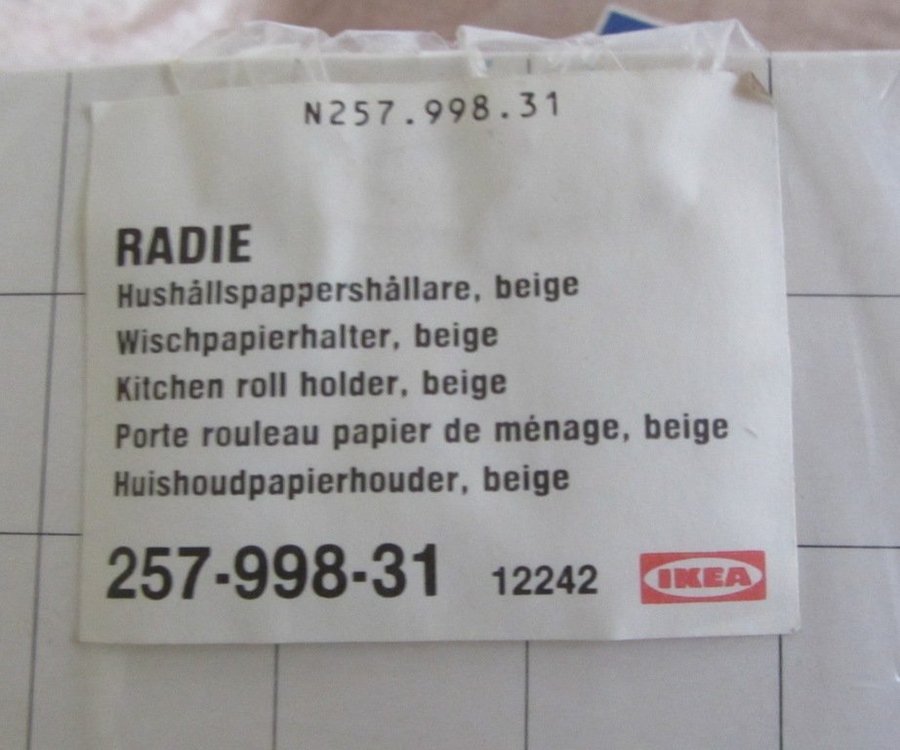 N257.998.31
RADIE
Hushållspappershållare, beige
Wischpapierhalter, beige
Kitchen roll holder, beige
Porte rouleau papier de ménage, beige
Huishoudpapierhouder, beige
257-998-31 12242 IKEA